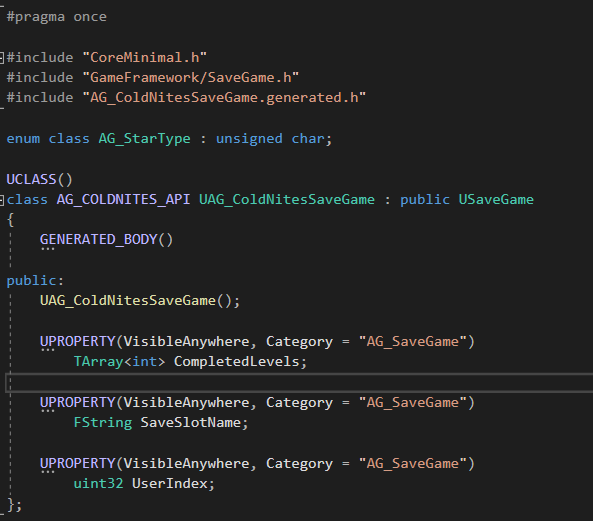 #pragma once
#include "CoreMinimal.h"
#include "GameFramework/SaveGame.h"
#include "AG_ColdNitesSaveGame.generated.h"
enum class AG_StarType : unsigned char;
UCLASS()
class AG_COLDNITES_API UAG_ColdNitesSaveGame : public USaveGame
{
GENERATED_BODY()
public:
UAG_ColdNitesSaveGame();
UPROPERTY(VisibleAnywhere, Category = "AG_SaveGame")
TArray<int> CompletedLevels;
UPROPERTY(VisibleAnywhere, Category = "AG_SaveGame")
FString SaveSlotName;
UPROPERTY(VisibleAnywhere, Category = "AG_SaveGame")
uint32 UserIndex;
};